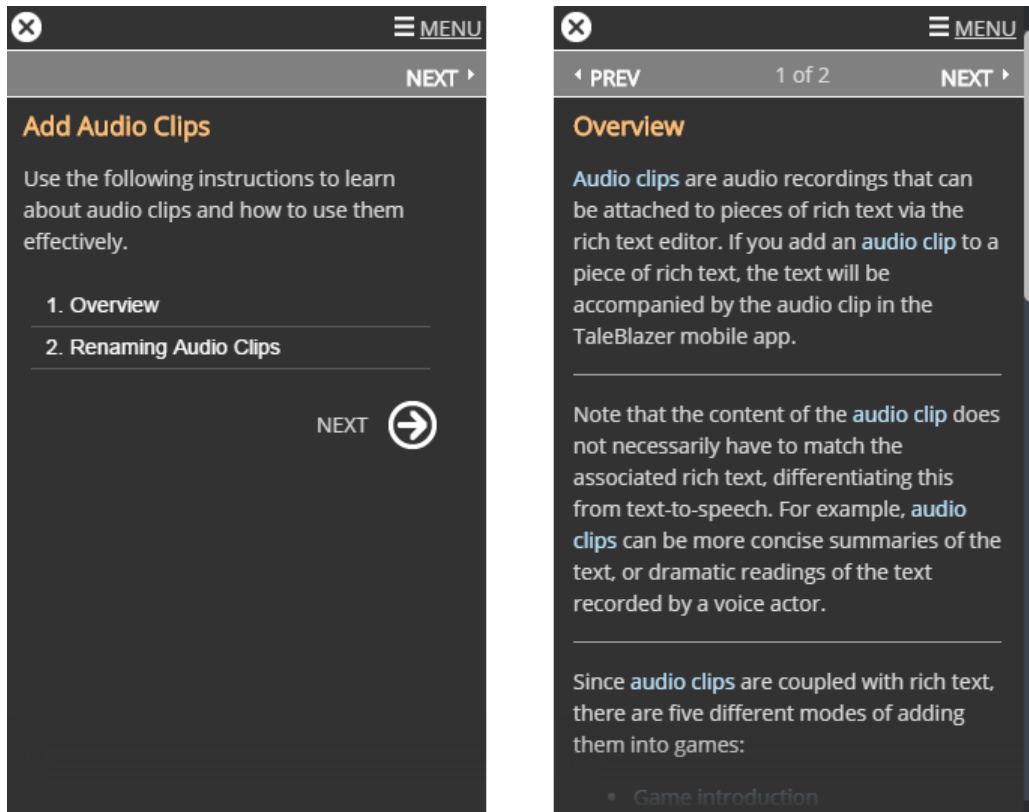 MENU
NEXT
Add Audio Clips
Use the following instructions to learn
about audio clips and how to use them
effectively.
1. Overview
2. Renaming Audio Clips
NEXT
MENU
PREV 1 of 2 NEXT
Overview
Audio clips are audio recordings that can
be attached to pieces of rich text via the
rich text editor. If you add an audio clip to a
piece of rich text, the text will be
accompanied by the audio clip in the
TaleBlazer mobile app.
Note that the content of the audio clip does
not necessarily have to match the
associated rich text, differentiating this
from text-to-speech. For example, audio
clips can be more concise summaries of the
text, or dramatic readings of the text
recorded by a voice actor.
Since audio clips are coupled with rich text,
there are five different modes of adding
them into games:
• Game introduction